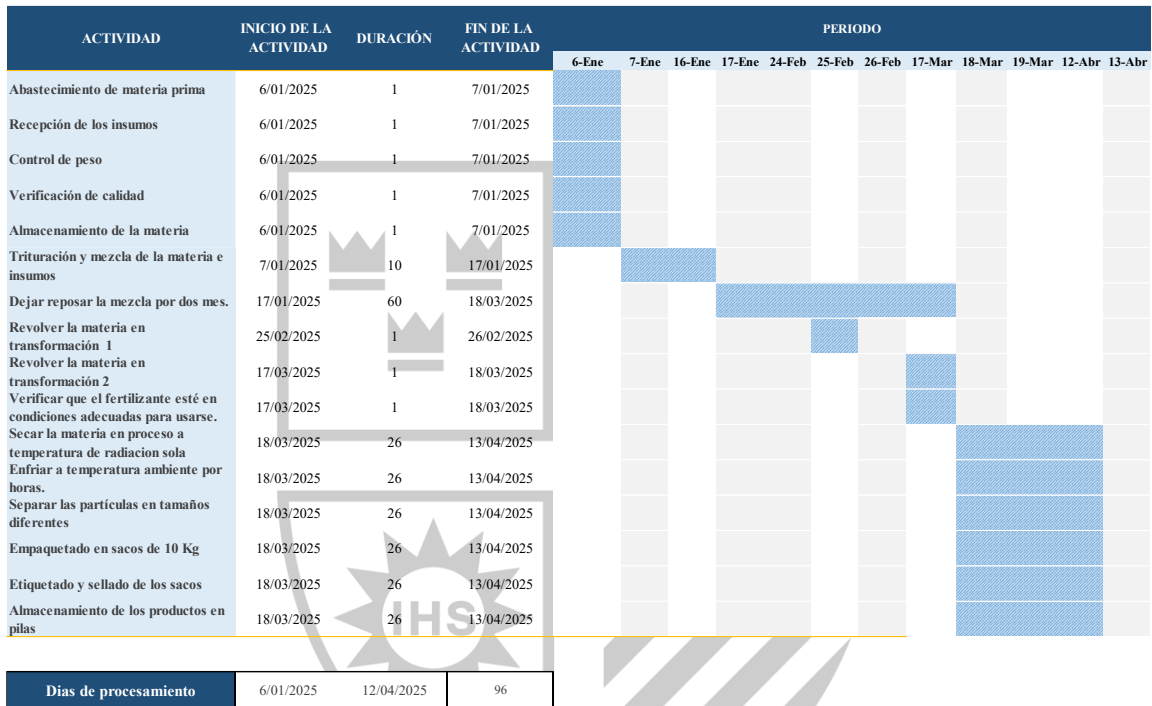 ACTIVIDAD INICIO DE LA ACTIVIDAD DURACIÓN FIN DE LA ACTIVIDAD PERIODO
6-Ene 7-Ene 16-Ene 17-Ene 24-Feb 25-Feb 26-Feb 17-Mar 18-Mar 19-Mar 12-Abr 13-Abr
Abastecimiento de materia prima 6/01/2025 1 7/01/2025
Recepción de los insumos 6/01/2025 1 7/01/2025
Control de peso 6/01/2025 1 7/01/2025
Verificación de calidad 6/01/2025 1 7/01/2025
Almacenamiento de la materia 6/01/2025 1 7/01/2025
Trituración y mezcla de la materia e
insumos 7/01/2025 10 17/01/2025
Dejar reposar la mezcla por dos mes. 17/01/2025 60 18/03/2025
Revolver la materia en
transformación 1 25/02/2025 1 26/02/2025
Revolver la materia en
transformación 2 17/03/2025 1 18/03/2025
Verificar que el fertilizante esté en
condiciones adecuadas para usarse. 17/03/2025 1 18/03/2025
Secar la materia en proceso a
temperatura de radiacion sola 18/03/2025 26 13/04/2025
Enfriar a temperatura ambiente por
horas. 18/03/2025 26 13/04/2025
Separar las partículas en tamaños
diferentes 18/03/2025 26 13/04/2025
Empaquetado en sacos de 10 Kg 18/03/2025 26 13/04/2025
Etiquetado y sellado de los sacos 18/03/2025 26 13/04/2025
Almacenamiento de los productos en
pilas 18/03/2025 26 13/04/2025
IHS
Dias de procesamiento 6/01/2025 12/04/2025 96